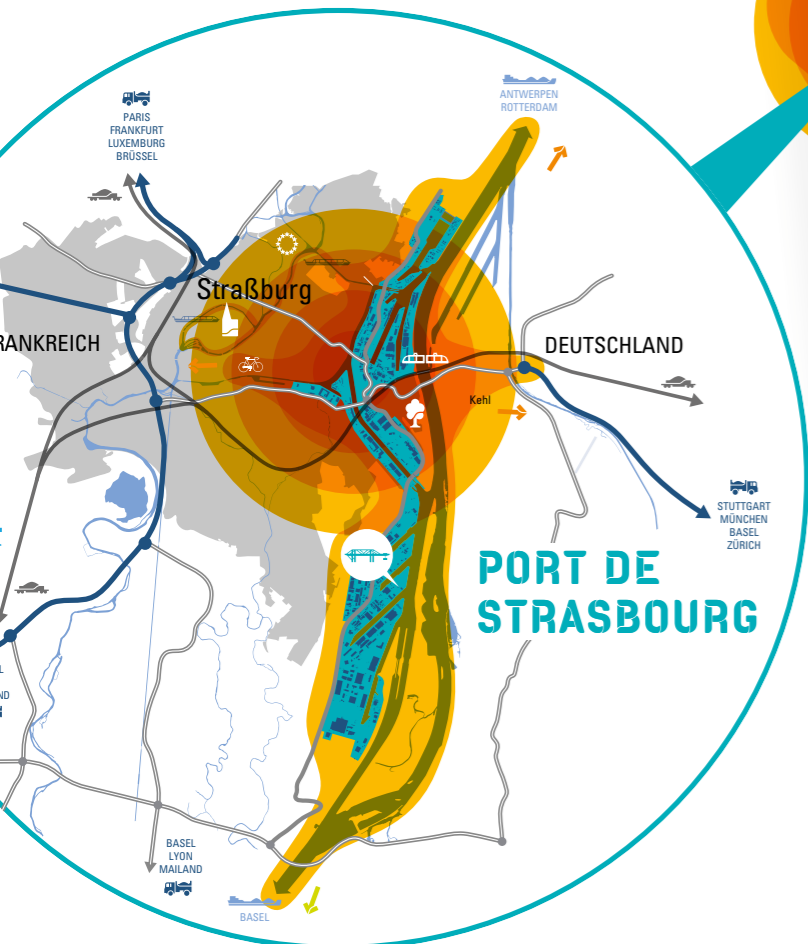 ANTWERPEN
ROTTERDAM
PARIS
FRANKFURT
LUXEMBURG
BRÜSSEL
Straßburg
RANKREICH
DEUTSCHLAND
Kehl
STUTTGART
MÜNCHEN
BASEL
ZÜRICH
PORT DE
STRASBOURG
L
ND
BASEL
LYON
MAILAND
BASEL